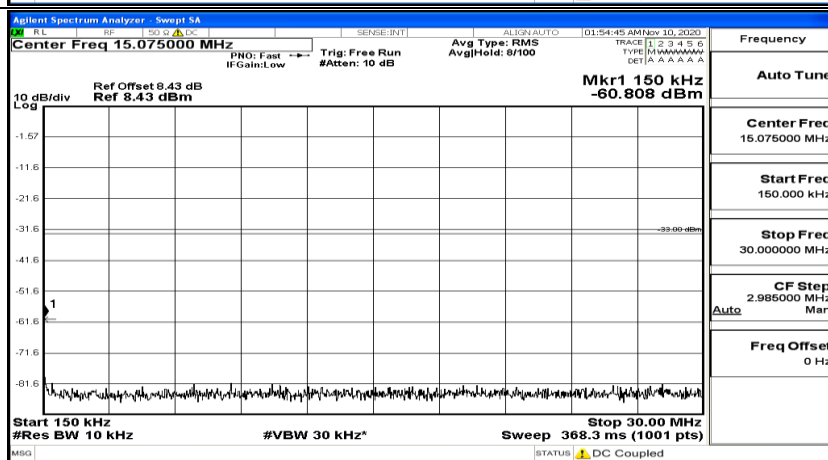 Agilent Spectrum Analyzer - Swept SA
RL RF 50 Ω DC SENSE:INT ALIGN AUTO 01:54:45 AM Nov 10, 2020
Center Freq 15.075000 MHz
PNO: Fast
IFGain:Low
Trig: Free Run
#Atten: 10 dB
Avg Type: RMS
Avg|Hold: 8/100
TRACE 1 2 3 4 5 6
TYPE M
DET A A A A A A
Mkr1 150 kHz
-60.808 dBm
Ref Offset 8.43 dB
10 dB/div Ref 8.43 dBm
Log
-1.57
-11.6
-21.6
-31.6
-33.00 dBm
-41.6
-51.6
1
-61.6
-71.6
-81.6
Start 150 kHz Stop 30.00 MHz
#Res BW 10 kHz #VBW 30 kHz* Sweep 368.3 ms (1001 pts)
MSG STATUS DC Coupled
Frequency
Auto Tune
Center Freq
15.075000 MHz
Start Freq
150.000 kHz
Stop Freq
30.000000 MHz
CF Step
2.985000 MHz
Auto Man
Freq Offset
0 Hz